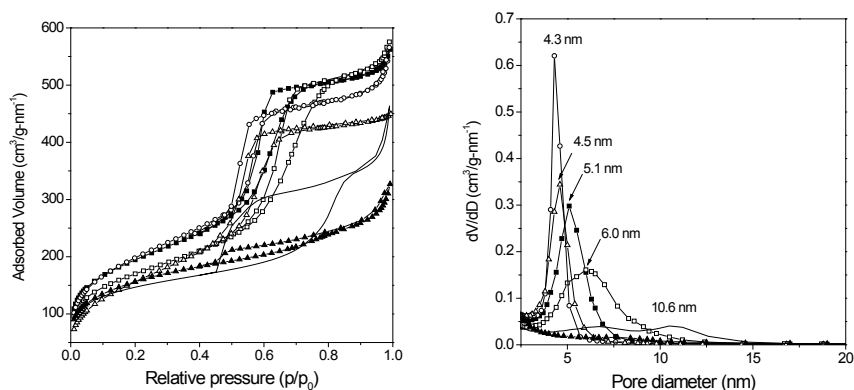 600
500
400
300
200
100
0.0
0.2
0.4
0.6
0.8
1.0
Adsorbed Volume (cm³/g-nm⁻¹)
Relative pressure (p/p₀)
0.7
0.6
0.5
0.4
0.3
0.2
0.1
0.0
5
10
15
20
dV/dD (cm³/g-nm⁻¹)
Pore diameter (nm)
4.3 nm
4.5 nm
5.1 nm
6.0 nm
10.6 nm